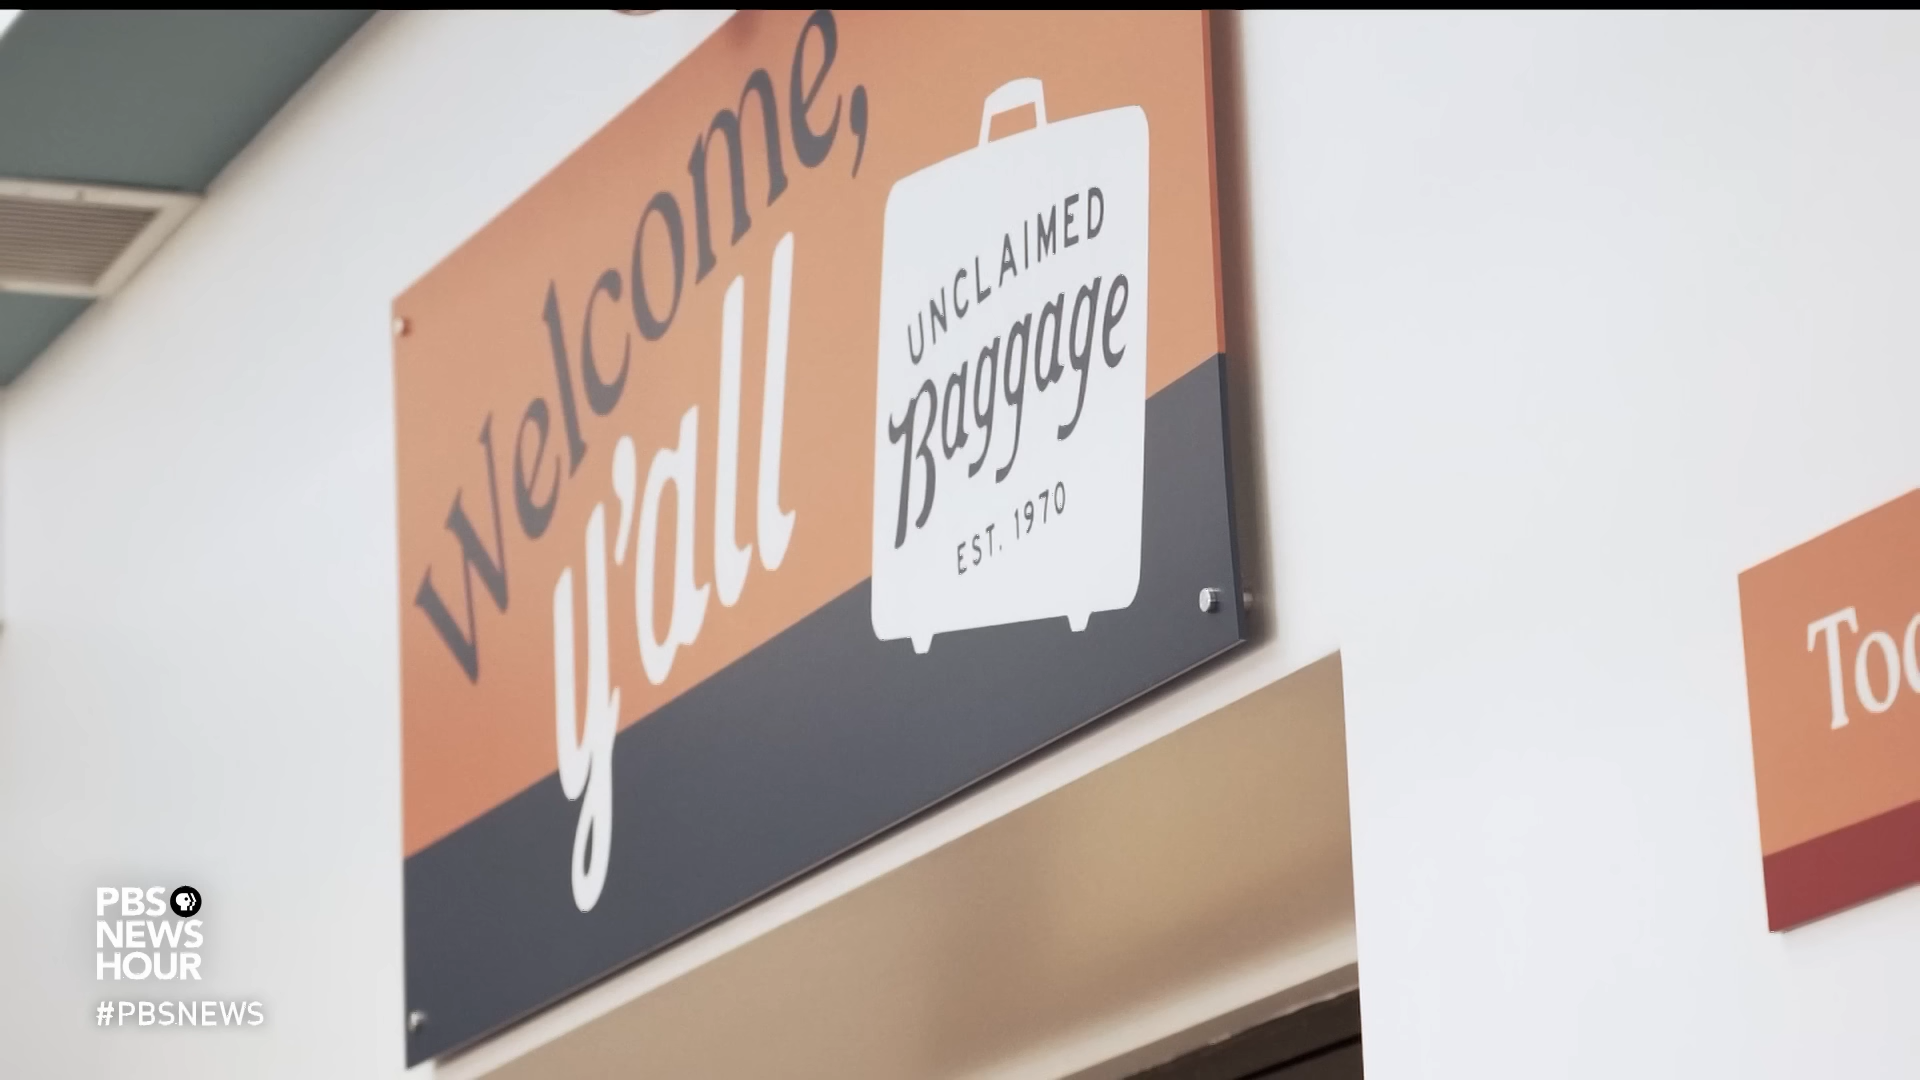 Welcome,
y'all
UNCLAIMED
Baggage
EST. 1970
PBS
NEWS
HOUR
#PBSNEWS